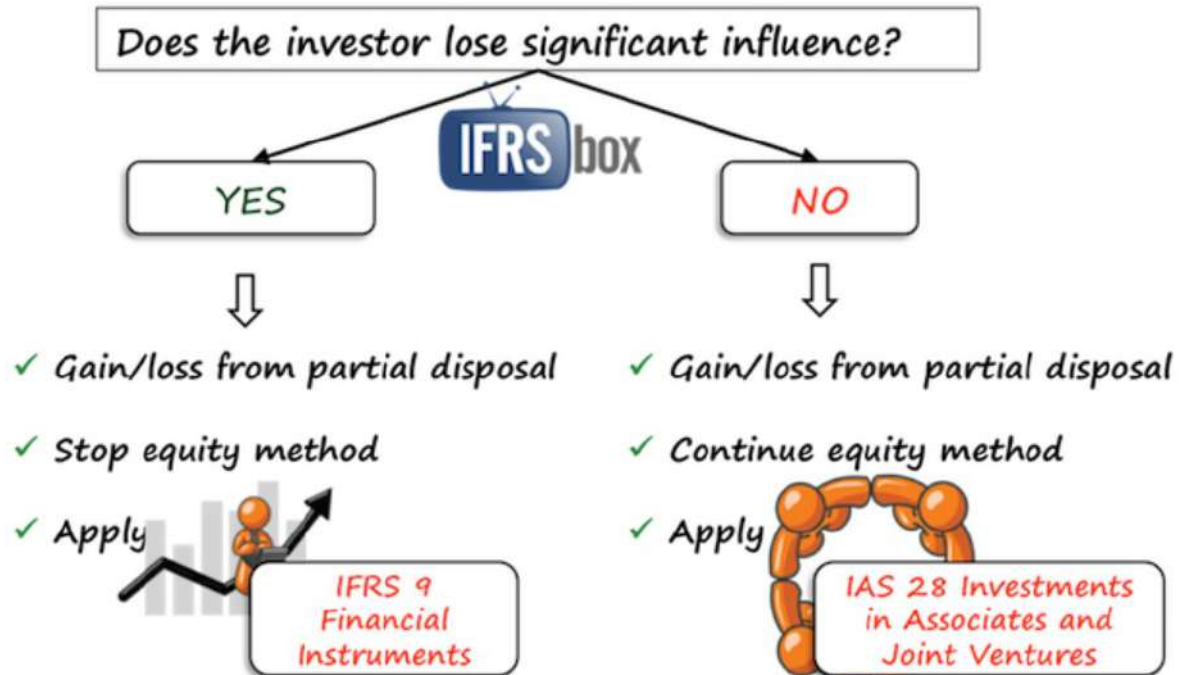 Does the investor lose significant influence?
IFRS box
YES
NO
✓ Gain/loss from partial disposal
✓ Stop equity method
✓ Apply
IFRS 9
Financial
Instruments
✓ Gain/loss from partial disposal
✓ Continue equity method
✓ Apply
IAS 28 Investments
in Associates and
Joint Ventures